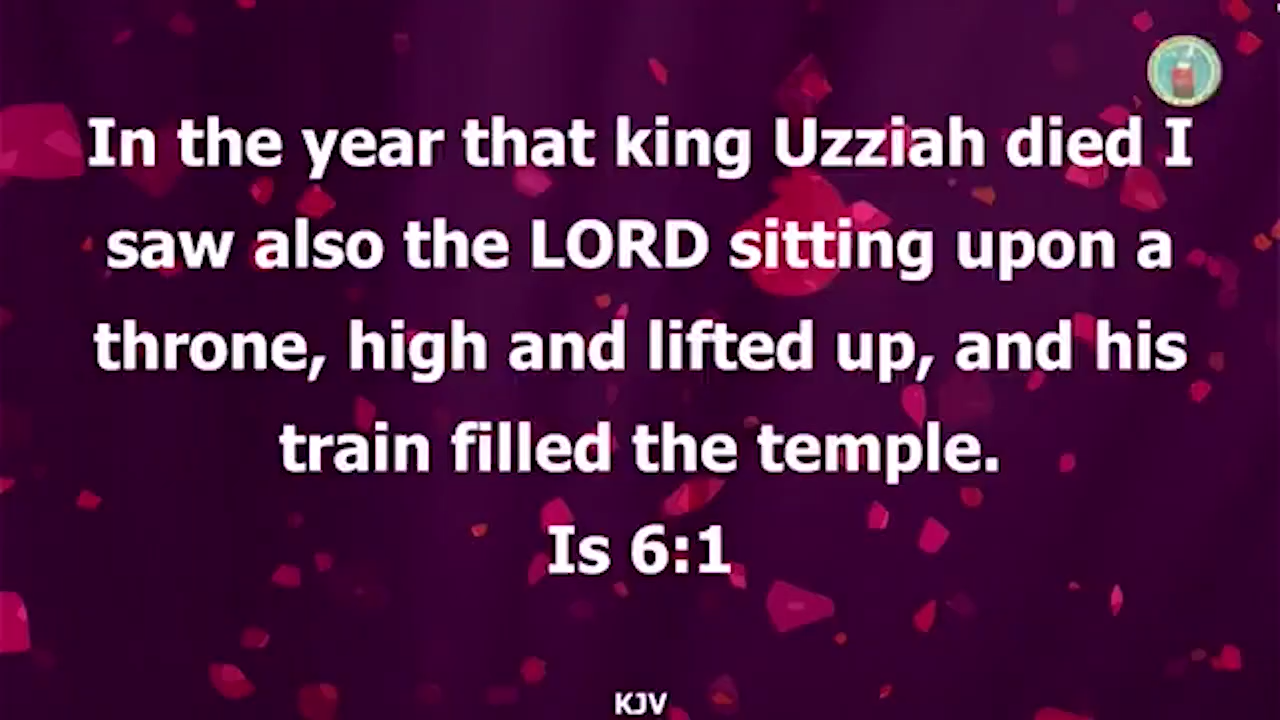 In the year that king Uzziah died I
saw also the LORD sitting upon a
throne, high and lifted up, and his
train filled the temple.
Is 6:1
KJV